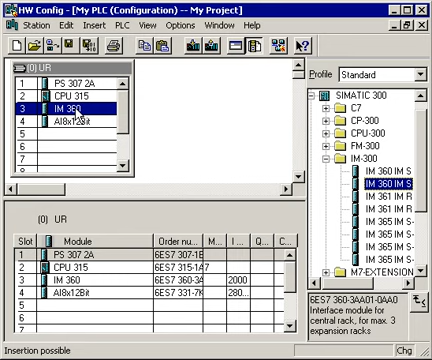 HW Config - [My PLC (Configuration) -- My Project]
Station Edit Insert PLC View Options Window Help
(0) UR
1 PS 307 2A
2 CPU 315
3 IM 360
4 AI8x12Bit
5
6
7
Profile Standard
SIMATIC 300
C7
CP-300
CPU-300
FM-300
IM-300
IM 360 IM S
IM 360 IM S
IM 361 IM R
IM 361 IM R
IM 365 IM S
IM 365 IM S
IM 365 IM S
IM 365 IM S
M7-EXTENSION
(0) UR
Slot Module Order nu... M... I ... Q... C...
1 PS 307 2A 6ES7 307-1E
2 CPU 315 6ES7 315-1A
3 IM 360 6ES7 360-3A 2000
4 AI8x12Bit 6ES7 331-7K 280...
5
6
7
6ES7 360-3AA01-0AA0
Interface module for
central rack, for max. 3
expansion racks
Insertion possible Chg